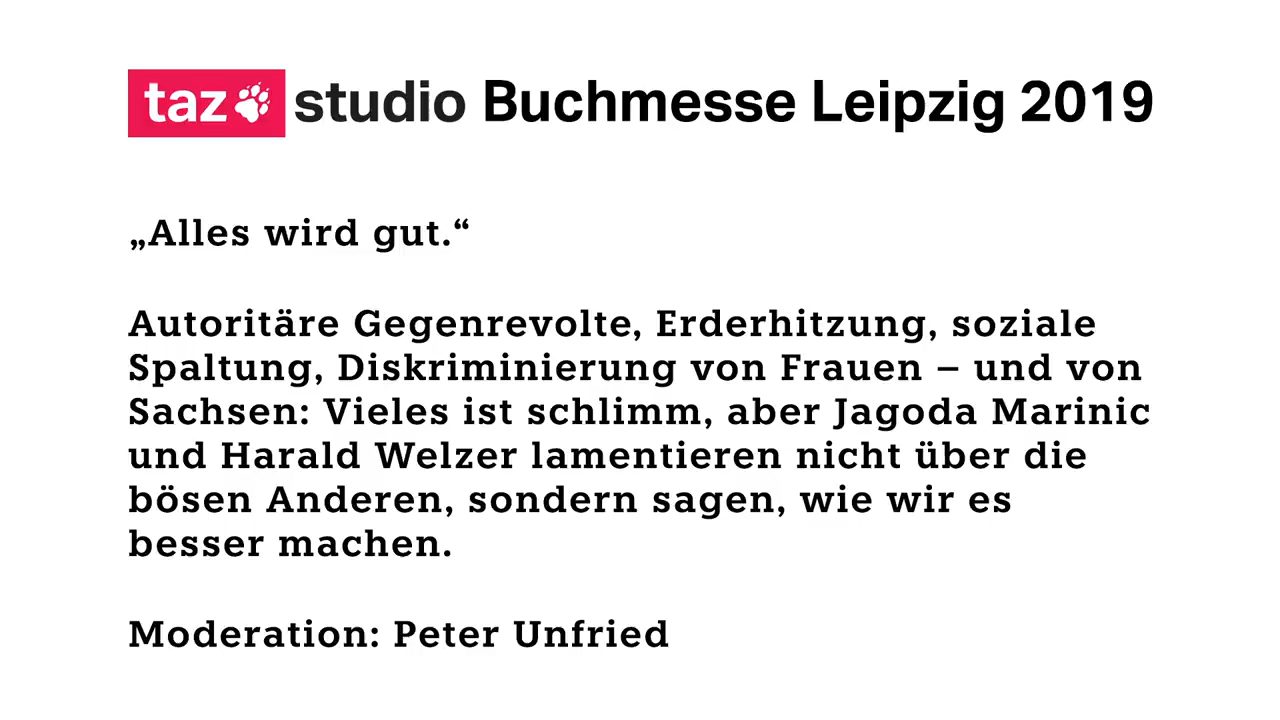 taz studio Buchmesse Leipzig 2019
„Alles wird gut.“
Autoritäre Gegenrevolte, Erderhitzung, soziale
Spaltung, Diskriminierung von Frauen – und von
Sachsen: Vieles ist schlimm, aber Jagoda Marinic
und Harald Welzer lamentieren nicht über die
bösen Anderen, sondern sagen, wie wir es
besser machen.
Moderation: Peter Unfried